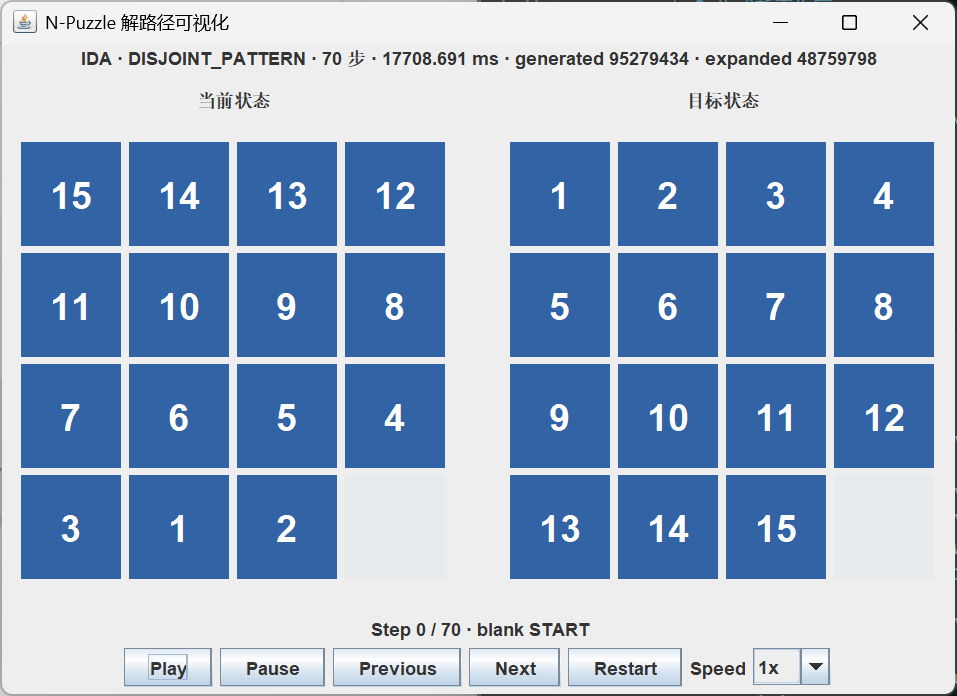 N-Puzzle 解路径可视化
IDA · DISJOINT_PATTERN · 70 步 · 17708.691 ms · generated 95279434 · expanded 48759798
当前状态 目标状态
15 14 13 12 1 2 3 4
11 10 9 8 5 6 7 8
7 6 5 4 9 10 11 12
3 1 2 13 14 15
Step 0 / 70 · blank START
Play Pause Previous Next Restart Speed 1x